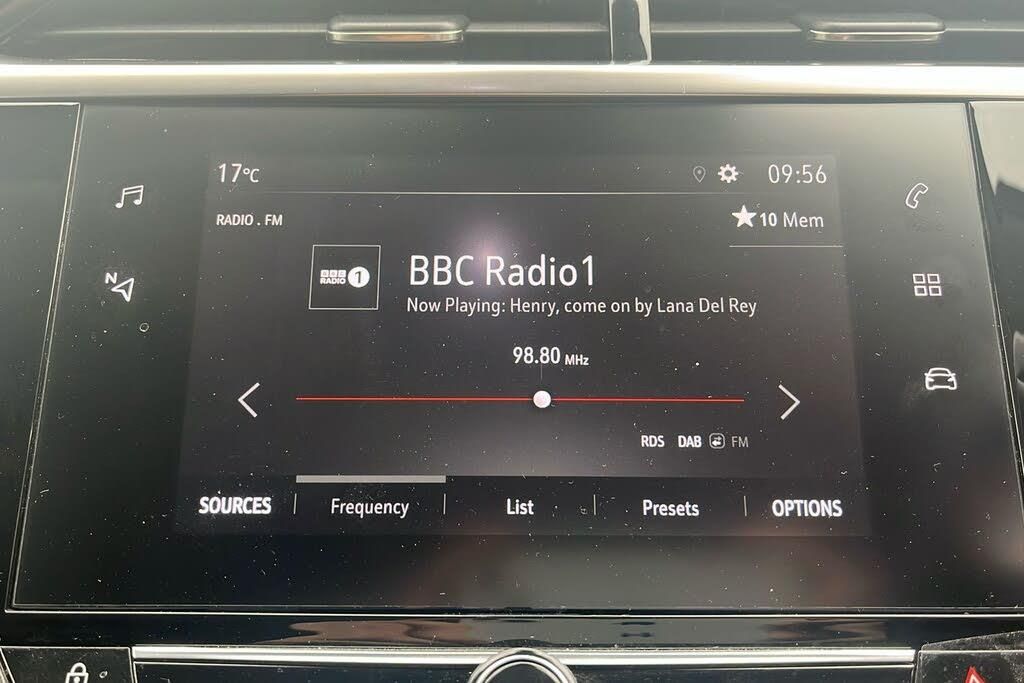 17°C
09:56
RADIO . FM
10 Mem
BBC RADIO 1
BBC Radio1
Now Playing: Henry, come on by Lana Del Rey
98.80 MHz
N
RDS DAB FM
SOURCES Frequency List Presets OPTIONS